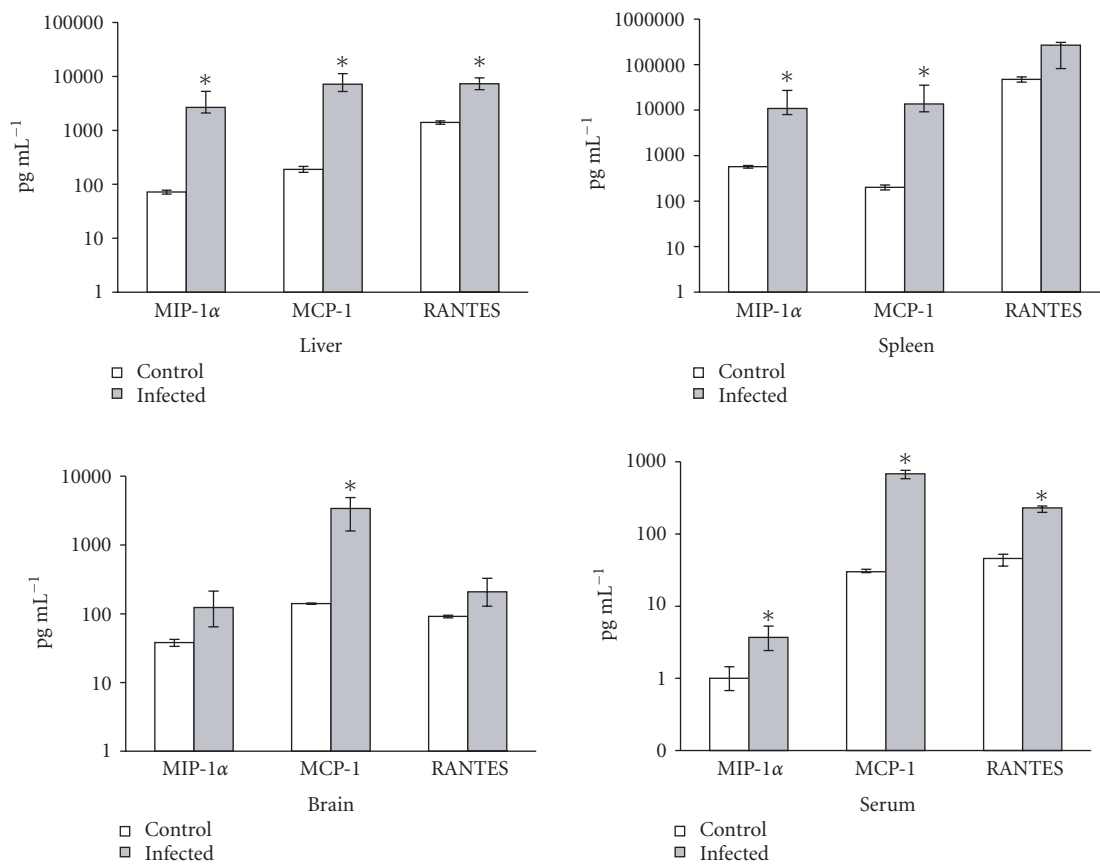 100000
10000
1000
100
10
1
pg mL⁻¹
*
*
*
MIP-1α MCP-1 RANTES
Liver
Control
Infected
1000000
100000
10000
1000
100
10
1
pg mL⁻¹
*
*
MIP-1α MCP-1 RANTES
Spleen
Control
Infected
10000
1000
100
10
1
pg mL⁻¹
*
MIP-1α MCP-1 RANTES
Brain
Control
Infected
1000
100
10
1
0
pg mL⁻¹
*
*
*
MIP-1α MCP-1 RANTES
Serum
Control
Infected